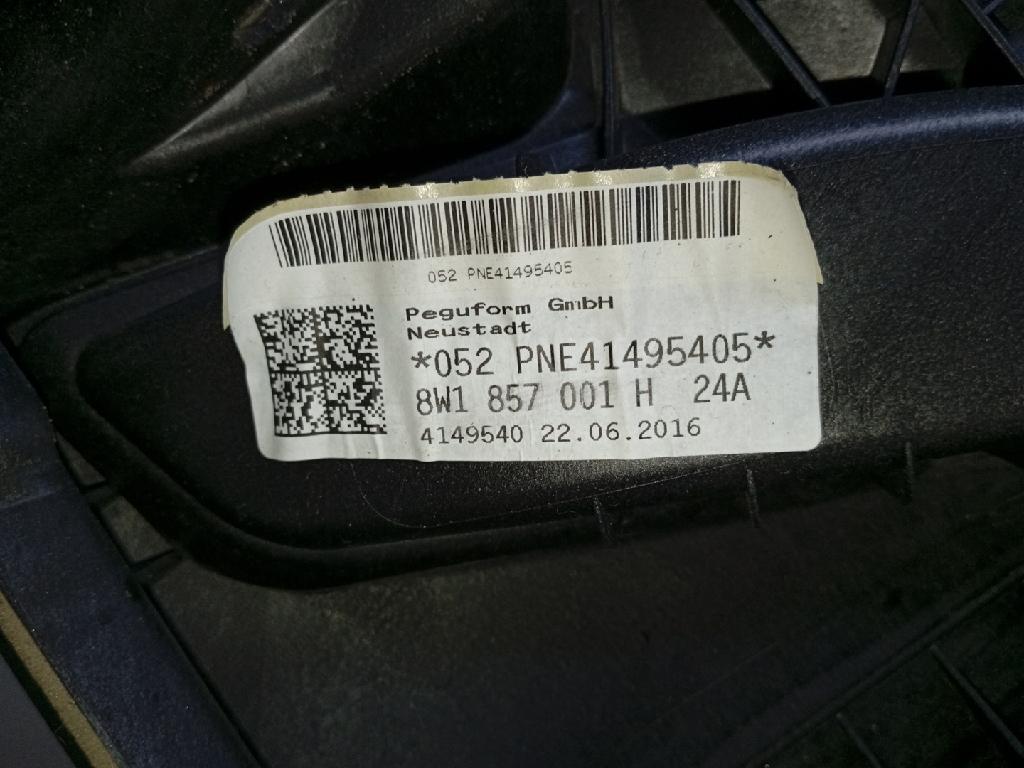 052 PNE41495405
Peguform GmbH
Neustadt
*052 PNE41495405*
8W1 857 001 H 24A
4149540 22.06.2016